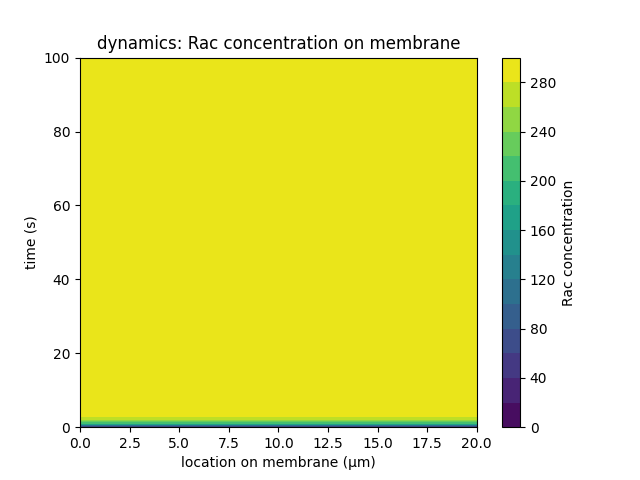 dynamics: Rac concentration on membrane
100
80
60
40
20
0
time (s)
0.0 2.5 5.0 7.5 10.0 12.5 15.0 17.5 20.0
location on membrane (μm)
280
240
200
160
120
80
40
0
Rac concentration